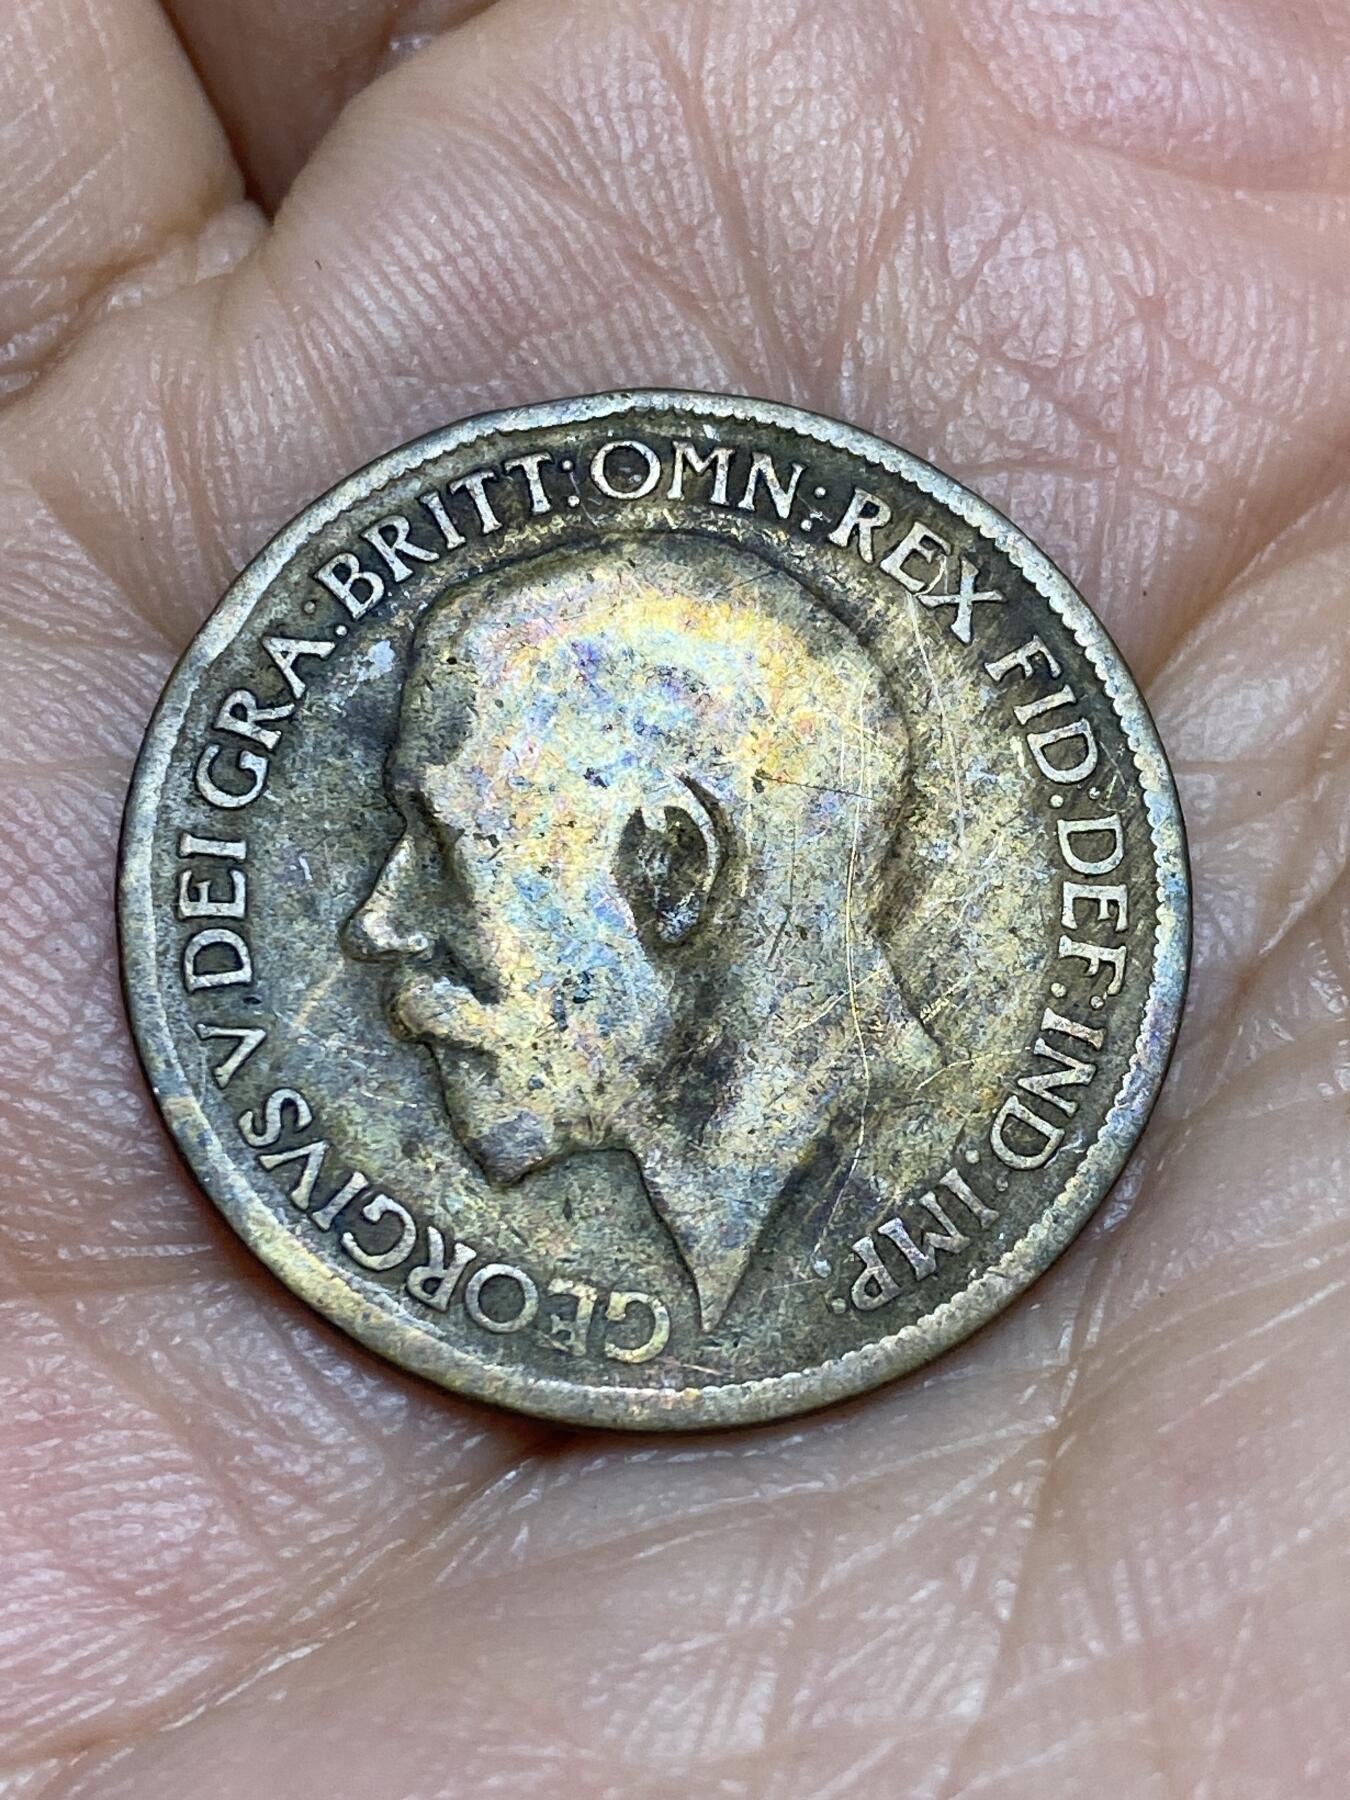 GEORGIVS V DEI GRA: BRITT: OMN: REX FID: DEF: IND: IMP: